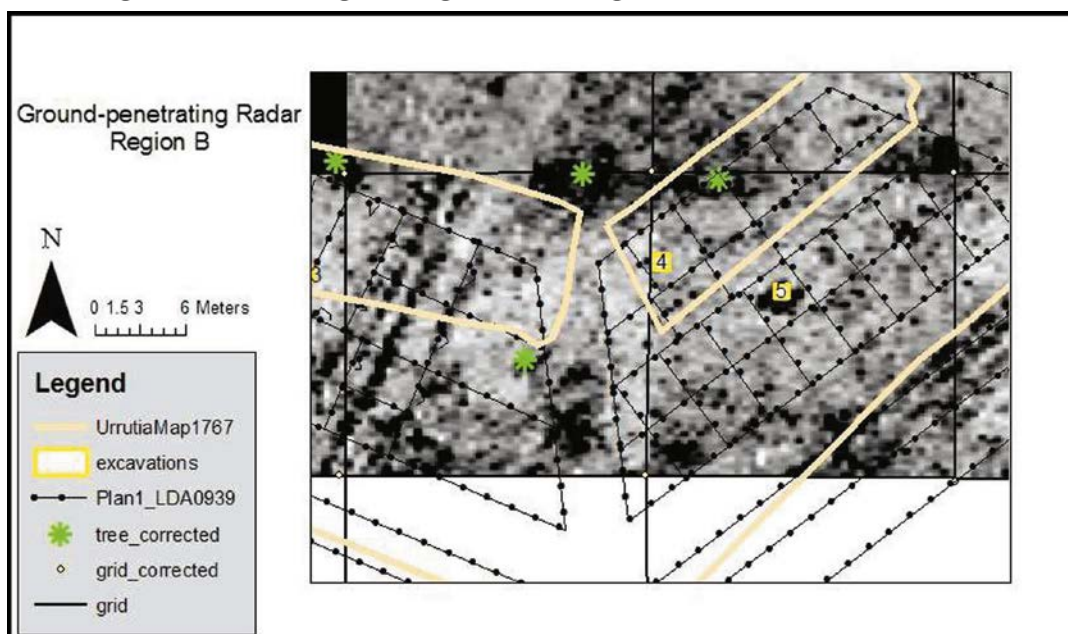 Ground-penetrating Radar
Region B
N
0 1.5 3 6 Meters
Legend
UrrutiaMap1767
excavations
Plan1_LDA0939
tree_corrected
grid_corrected
grid
3
4
5